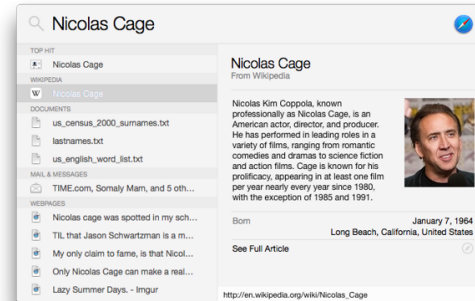 Nicolas Cage
TOP HIT
Nicolas Cage
WIKIPEDIA
W Nicolas Cage
DOCUMENTS
us_census_2000_surnames.txt
lastnames.txt
us_english_word_list.txt
MAIL & MESSAGES
TIME.com, Somaly Mam, and 5 oth...
WEBPAGES
Nicolas cage was spotted in my sch...
TIL that Jason Schwartzman is a m...
My only claim to fame, is that Nicol...
Only Nicolas Cage can make a real...
Lazy Summer Days. - Imgur
Nicolas Cage
From Wikipedia
Nicolas Kim Coppola, known
professionally as Nicolas Cage, is an
American actor, director, and producer.
He has performed in leading roles in a
variety of films, ranging from romantic
comedies and dramas to science fiction
and action films. Cage is known for his
prolificacy, appearing in at least one film
per year nearly every year since 1980,
with the exception of 1985 and 1991.
Born January 7, 1964
Long Beach, California, United States
See Full Article
http://en.wikipedia.org/wiki/Nicolas_Cage